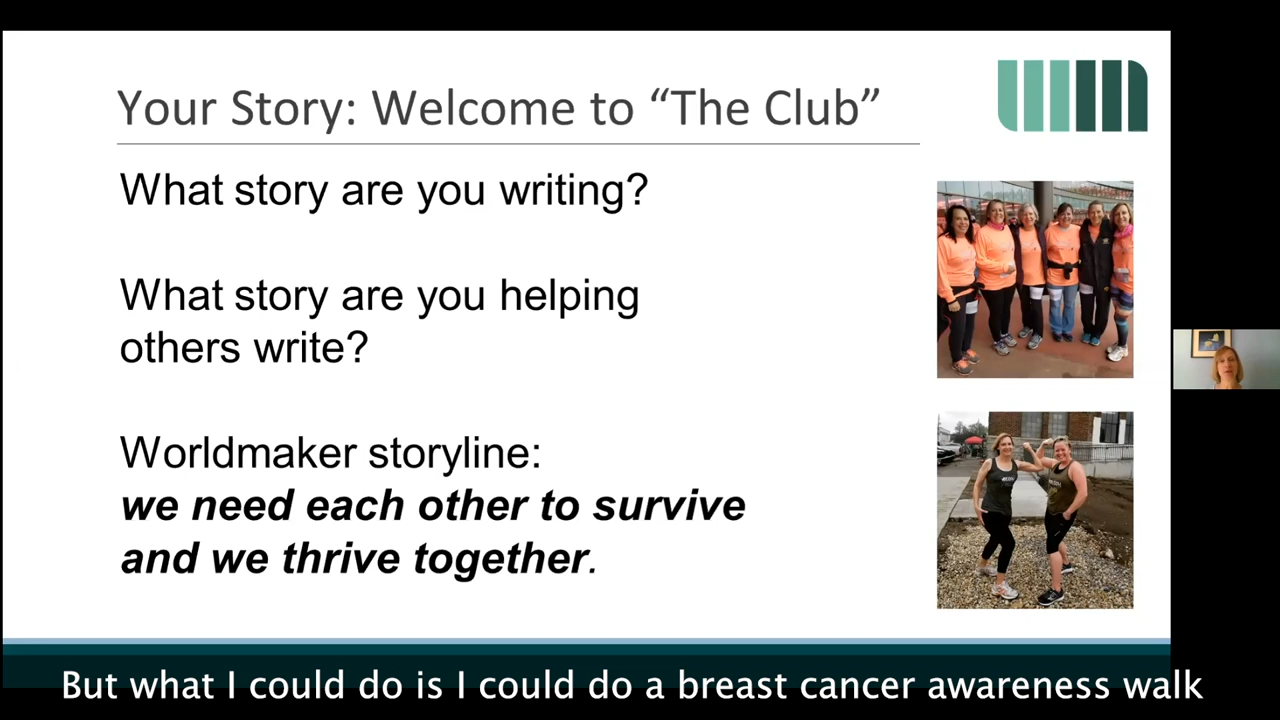 Your Story: Welcome to “The Club”
What story are you writing?
What story are you helping
others write?
Worldmaker storyline:
we need each other to survive
and we thrive together.
But what I could do is I could do a breast cancer awareness walk